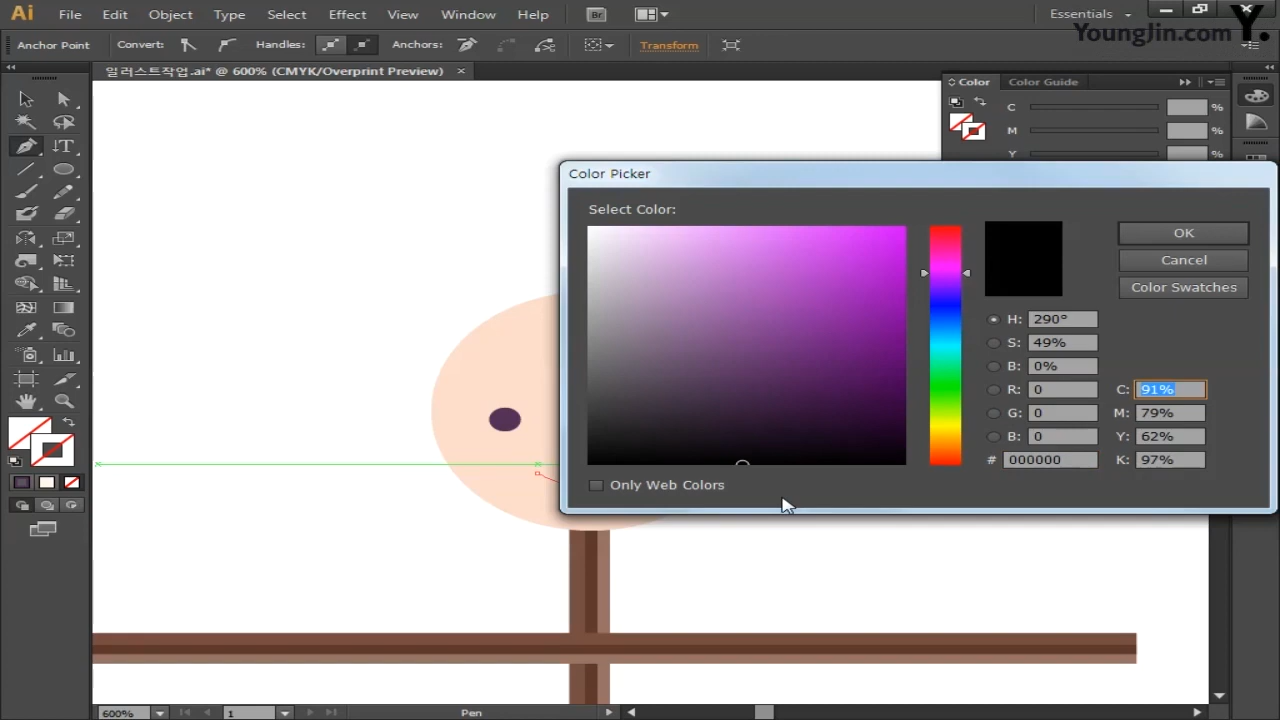 Ai File Edit Object Type Select Effect View Window Help Br Essentials
YoungJin.com Y.
Anchor Point Convert: Handles: Anchors: Transform
일러스트작업.ai* @ 600% (CMYK/Overprint Preview) ×
Color Color Guide
C %
M %
Y %
Color Picker
Select Color:
OK
Cancel
Color Swatches
H: 290°
S: 49%
B: 0%
R: 0 C: 91%
G: 0 M: 79%
B: 0 Y: 62%
# 000000 K: 97%
Only Web Colors
600% 1 Pen